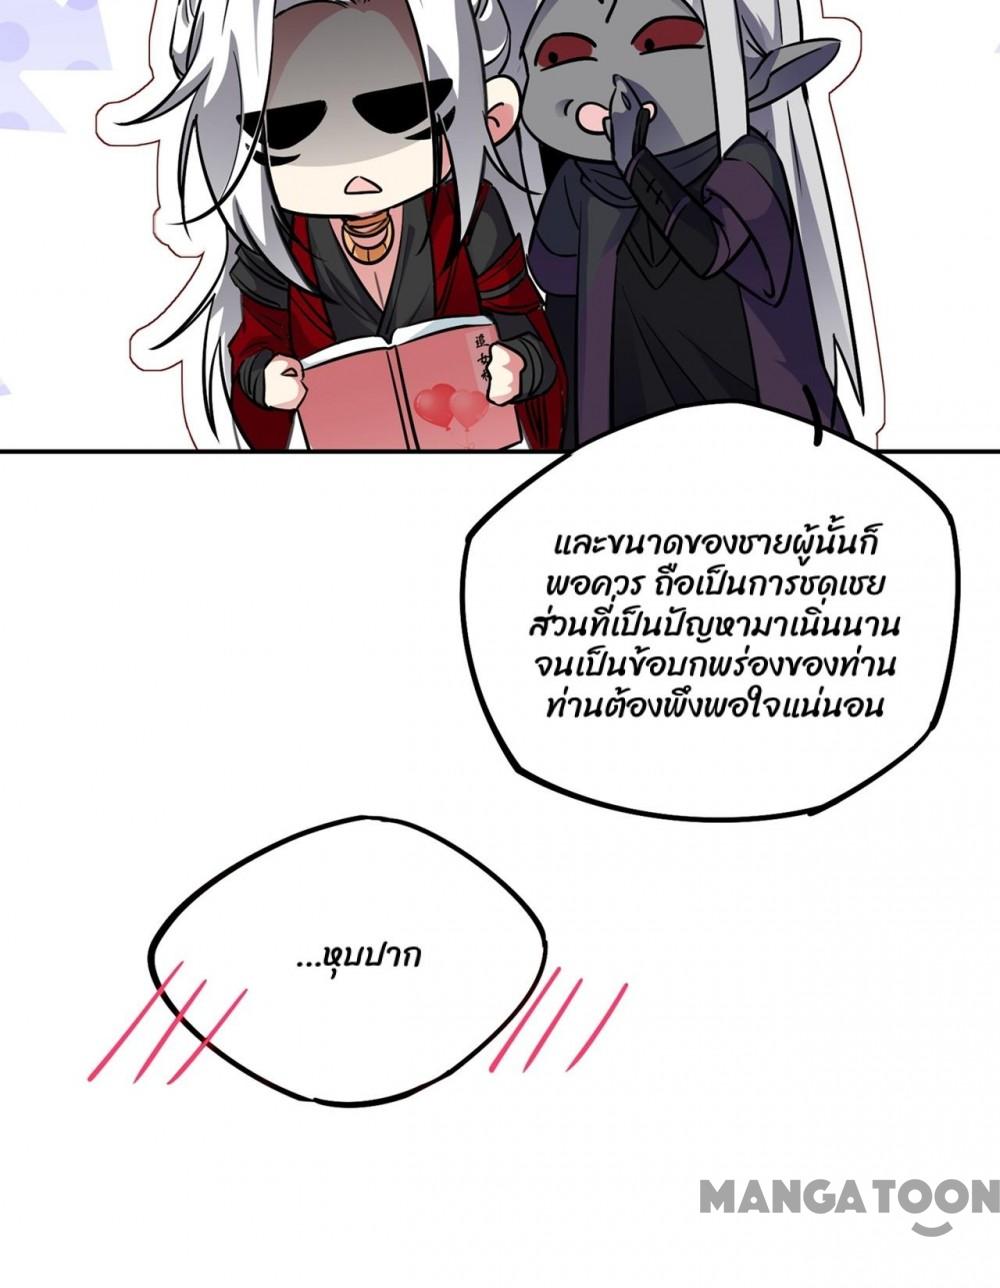 追女
และขนาดของชายผู้นั้นก็
พอควร ถือเป็นการชดเชย
ส่วนที่เป็นปัญหามาเนิ่นนาน
จนเป็นข้อบกพร่องของท่าน
ท่านต้องพึงพอใจแน่นอน
...หุบปาก
MANGATOON